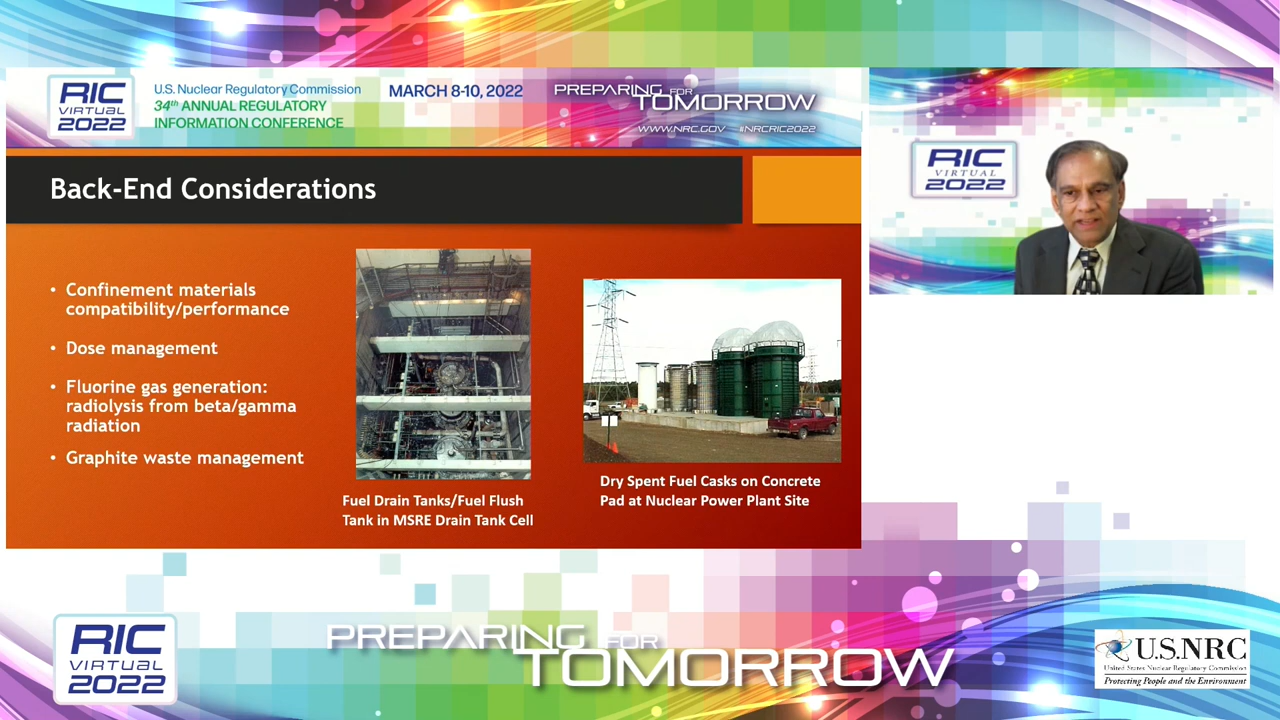 RIC
VIRTUAL
2022
U.S. Nuclear Regulatory Commission
34th ANNUAL REGULATORY
INFORMATION CONFERENCE
MARCH 8-10, 2022
PREPARING FOR
TOMORROW
WWW.NRC.GOV #NRCRIC2022
RIC
VIRTUAL
2022
Back-End Considerations
• Confinement materials
compatibility/performance
• Dose management
• Fluorine gas generation:
radiolysis from beta/gamma
radiation
• Graphite waste management
Fuel Drain Tanks/Fuel Flush
Tank in MSRE Drain Tank Cell
Dry Spent Fuel Casks on Concrete
Pad at Nuclear Power Plant Site
RIC
VIRTUAL
2022
PREPARING FOR
TOMORROW
U.S.NRC
United States Nuclear Regulatory Commission
Protecting People and the Environment